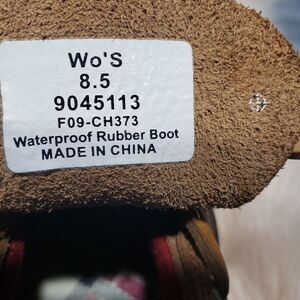 Wo'S
8.5
9045113
F09-CH373
Waterproof Rubber Boot
MADE IN CHINA